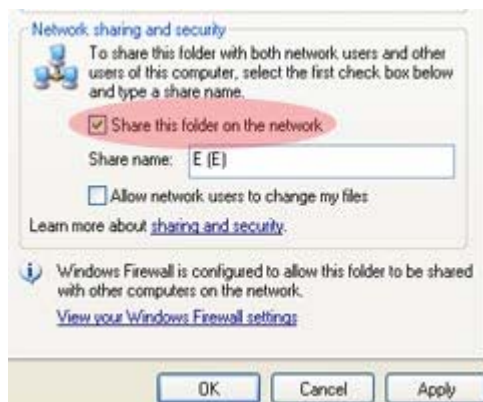 Network sharing and security
To share this folder with both network users and other
users of this computer, select the first check box below
and type a share name.
Share this folder on the network
Share name: E (E)
Allow network users to change my files
Learn more about sharing and security.
Windows Firewall is configured to allow this folder to be shared
with other computers on the network.
View your Windows Firewall settings
OK Cancel Apply